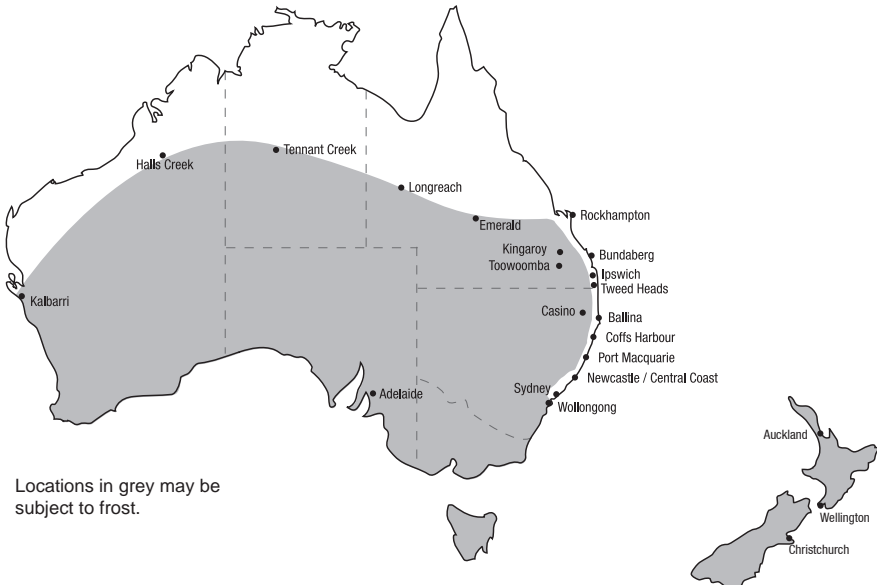 Tennant Creek
Halls Creek
Longreach
Rockhampton
Emerald
Kingaroy
Bundaberg
Toowoomba
Ipswich
Tweed Heads
Kalbarri
Casino
Ballina
Coffs Harbour
Port Macquarie
Newcastle / Central Coast
Sydney
Adelaide
Wollongong
Auckland
Locations in grey may be
subject to frost.
Wellington
Christchurch